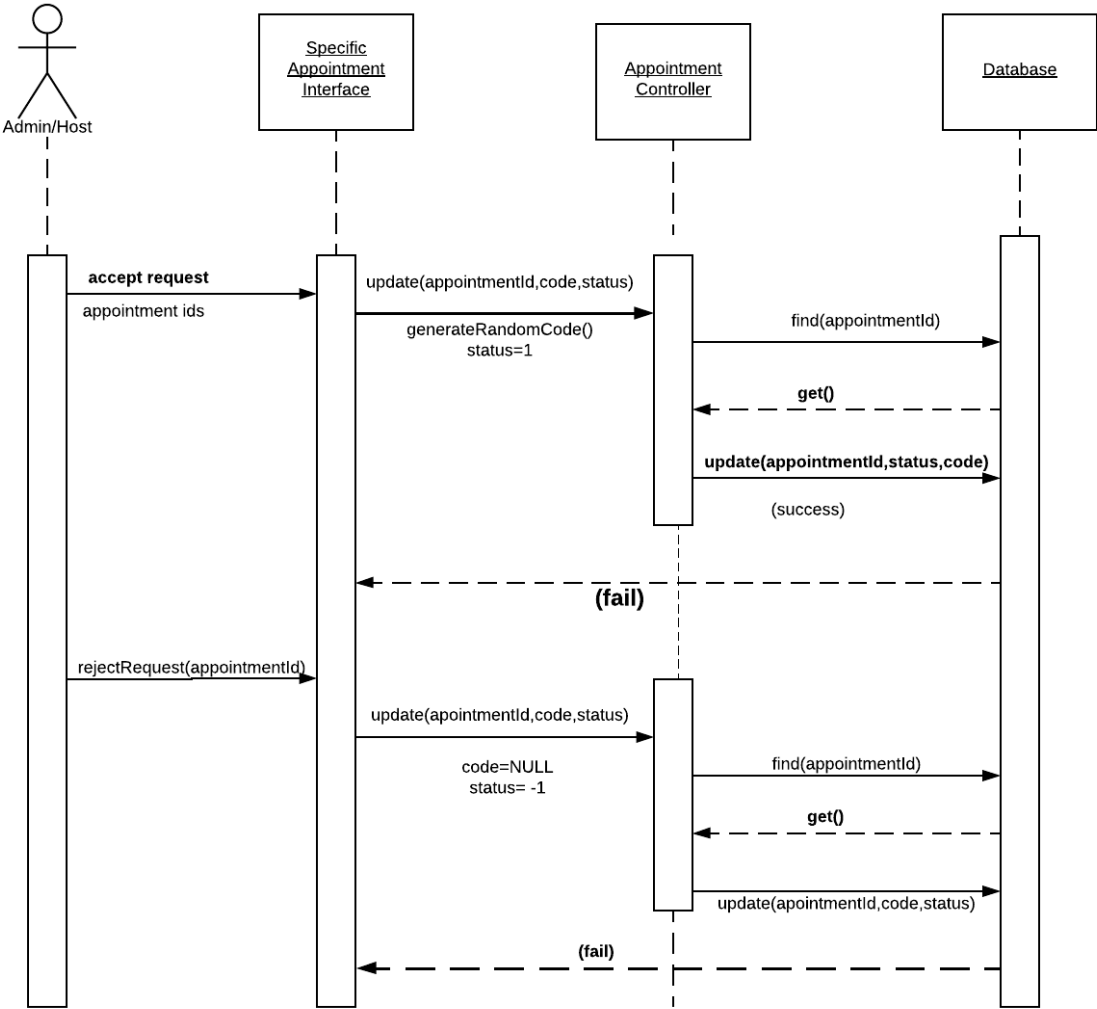 Admin/Host
Specific
Appointment
Interface
Appointment
Controller
Database
accept request
appointment ids
update(appointmentId,code,status)
generateRandomCode()
status=1
find(appointmentId)
get()
update(appointmentId,status,code)
(success)
(fail)
rejectRequest(appointmentId)
update(apointmentId,code,status)
code=NULL
status= -1
find(appointmentId)
get()
update(apointmentId,code,status)
(fail)